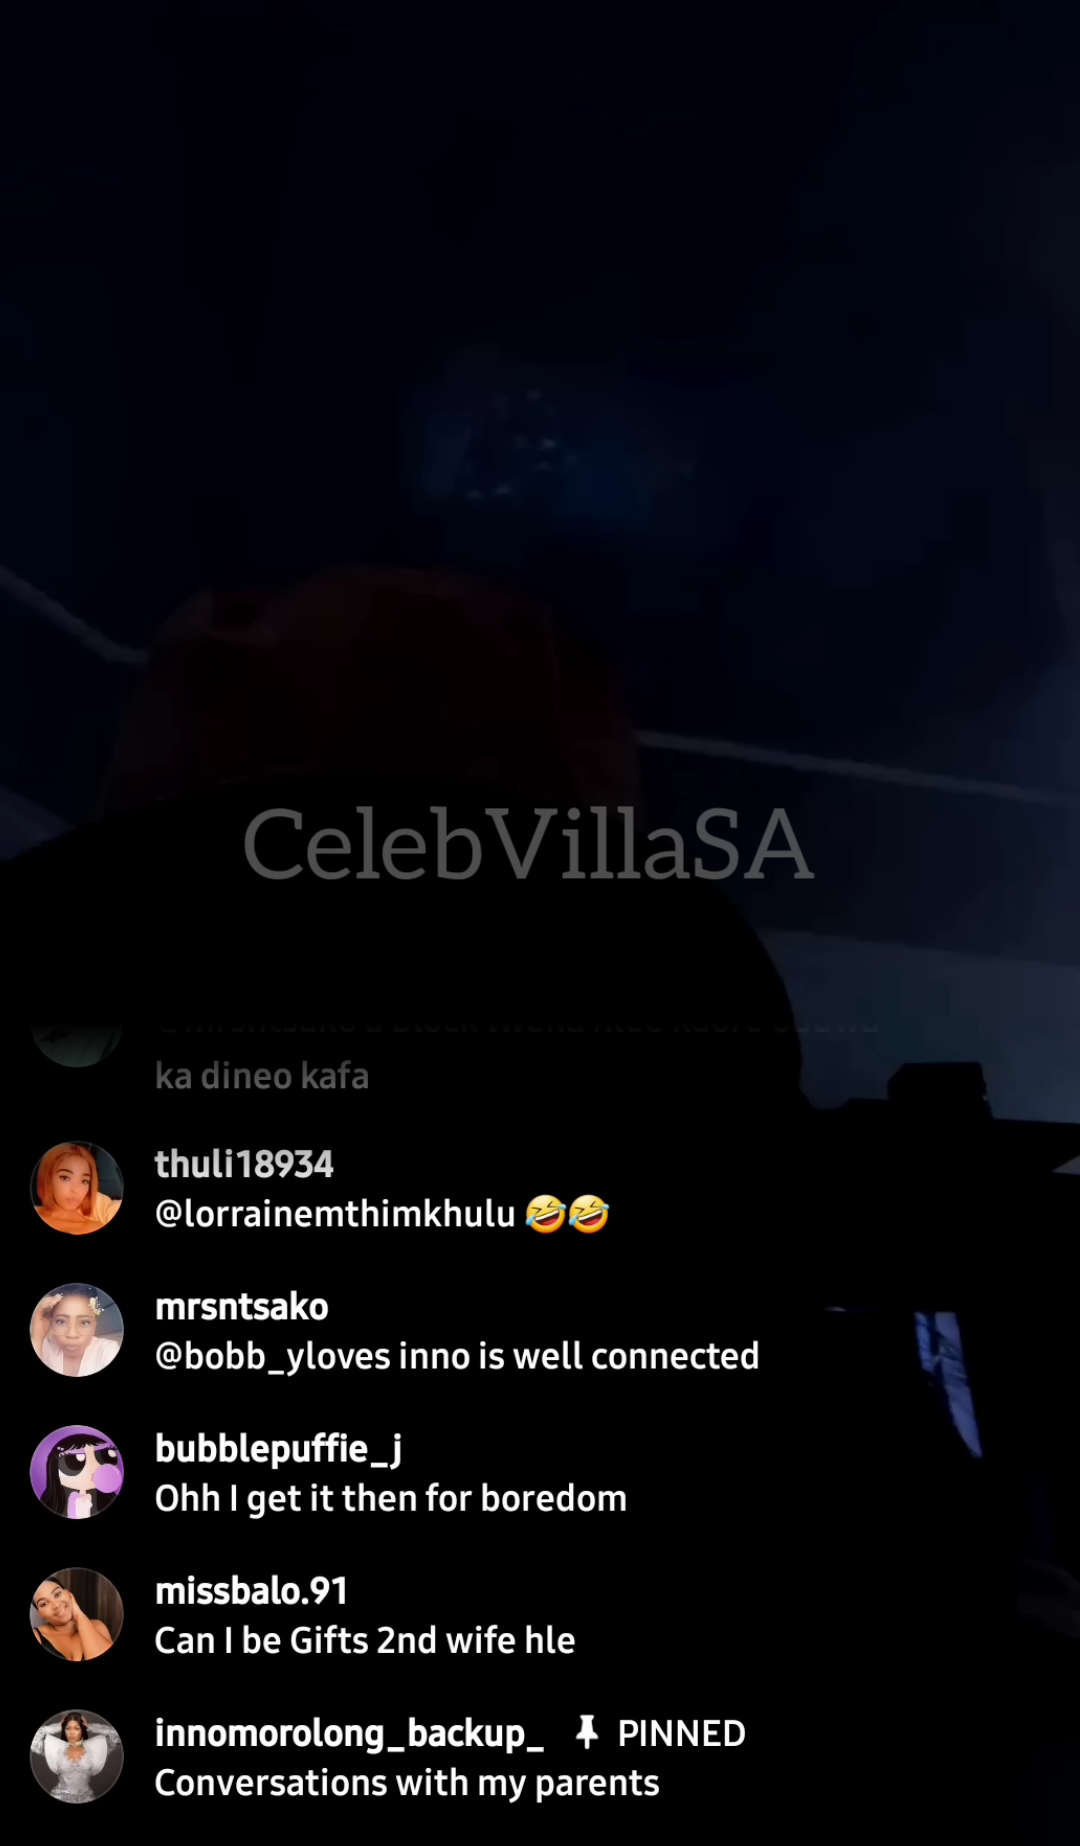 CelebVillaSA
ka dineo kafa
thuli18934
@lorrainemthimkhulu 🤣🤣
mrsntsako
@bobb_yloves inno is well connected
bubblepuffie_j
Ohh I get it then for boredom
missbalo.91
Can I be Gifts 2nd wife hle
innomorolong_backup_ 📌 PINNED
Conversations with my parents